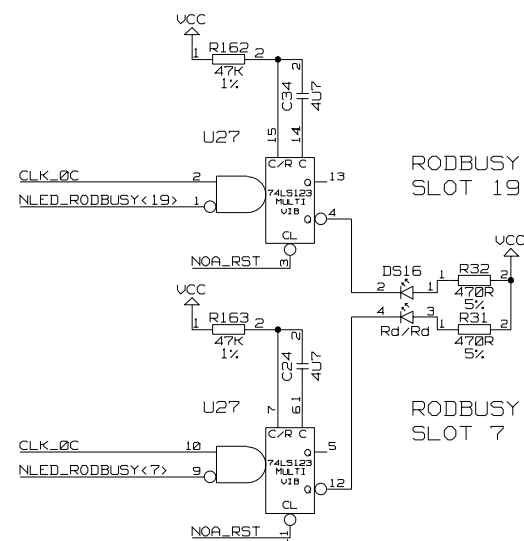 VCC
1 R162 2
47K
1%
C34
4U7
2
15
14
U27
C/R C
CLK_0C 2
NLED_RODBUSY<19> 1
74LS123
MULTI
VIB
Q 13
Q 4
CL
NOA_RST 3
RODBUSY
SLOT 19
VCC
DS16
2 1
1 R32 2
470R
5%
4 3
Rd/Rd
1 R31 2
470R
5%
VCC
1 R163 2
47K
1%
C24
4U7
2
7
6 1
U27
C/R C
CLK_0C 10
NLED_RODBUSY<7> 9
74LS123
MULTI
VIB
Q 5
Q 12
CL
NOA_RST 1
RODBUSY
SLOT 7